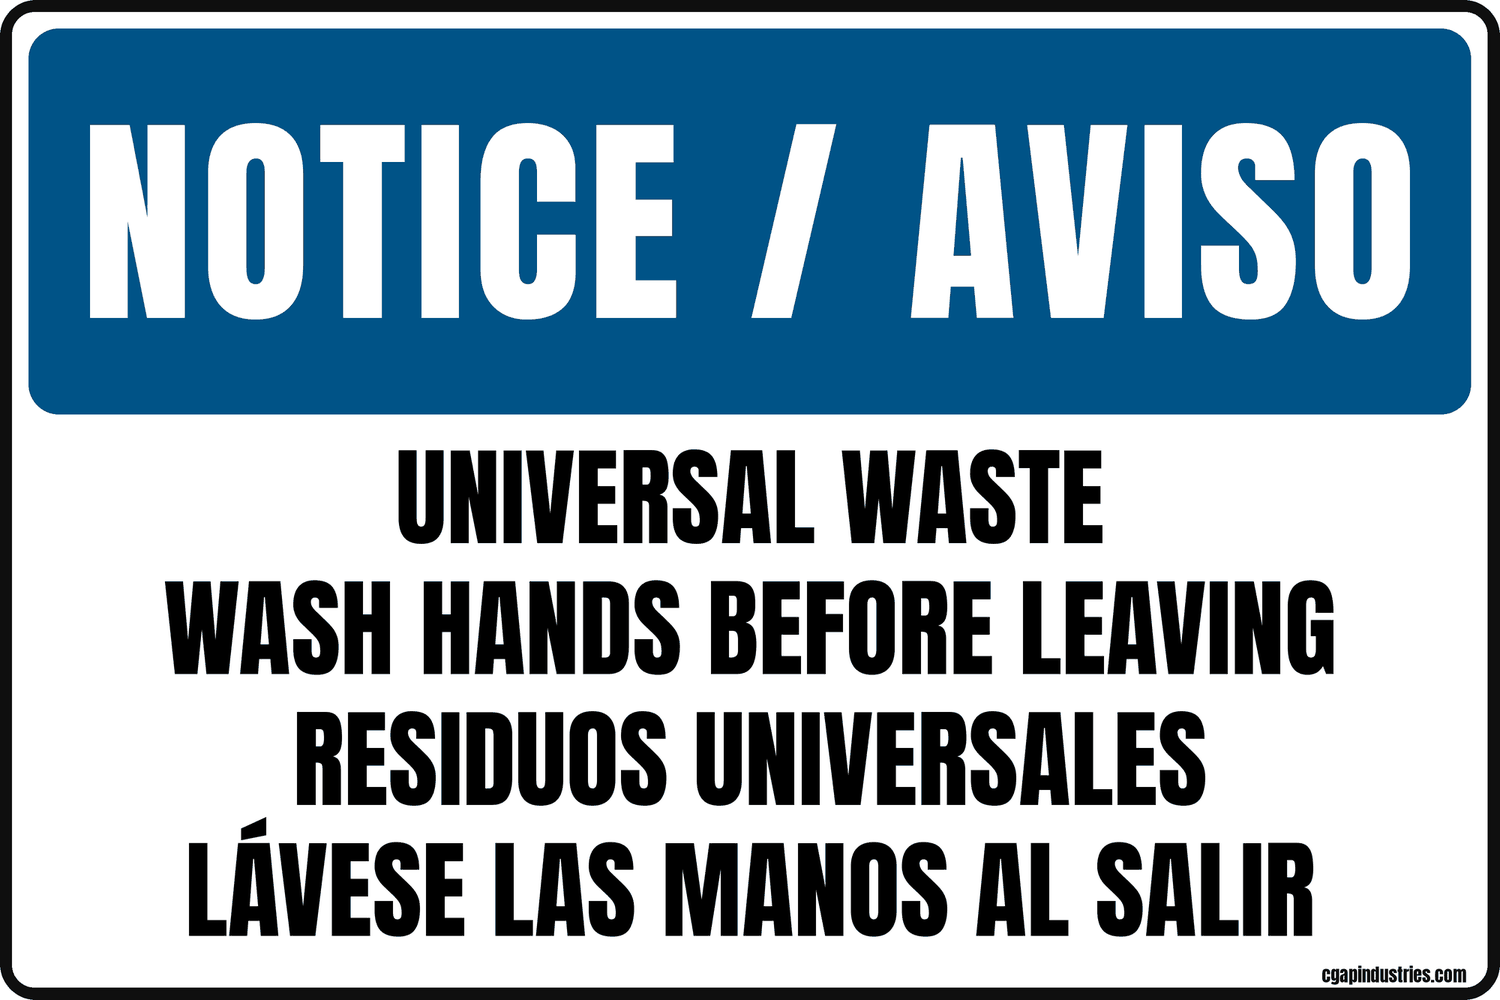 NOTICE / AVISO
UNIVERSAL WASTE
WASH HANDS BEFORE LEAVING
RESIDUOS UNIVERSALES
LÁVESE LAS MANOS AL SALIR
cgapindustries.com